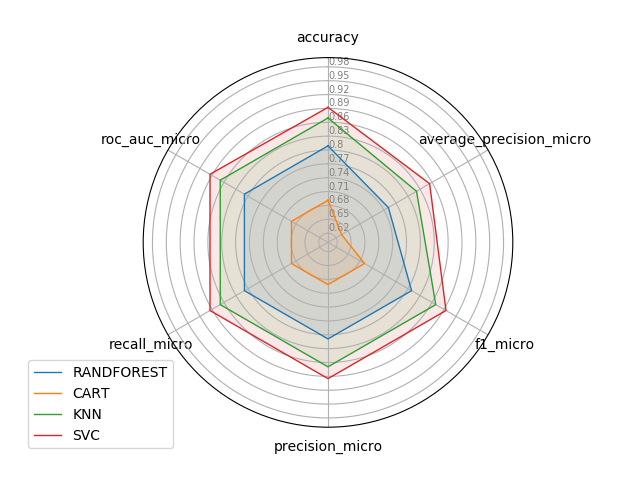 accuracy
0.98
0.95
0.92
0.89
0.86
0.83
0.8
0.77
0.74
0.71
0.68
0.65
0.62
roc_auc_micro
average_precision_micro
recall_micro
f1_micro
precision_micro
RANDFOREST
CART
KNN
SVC